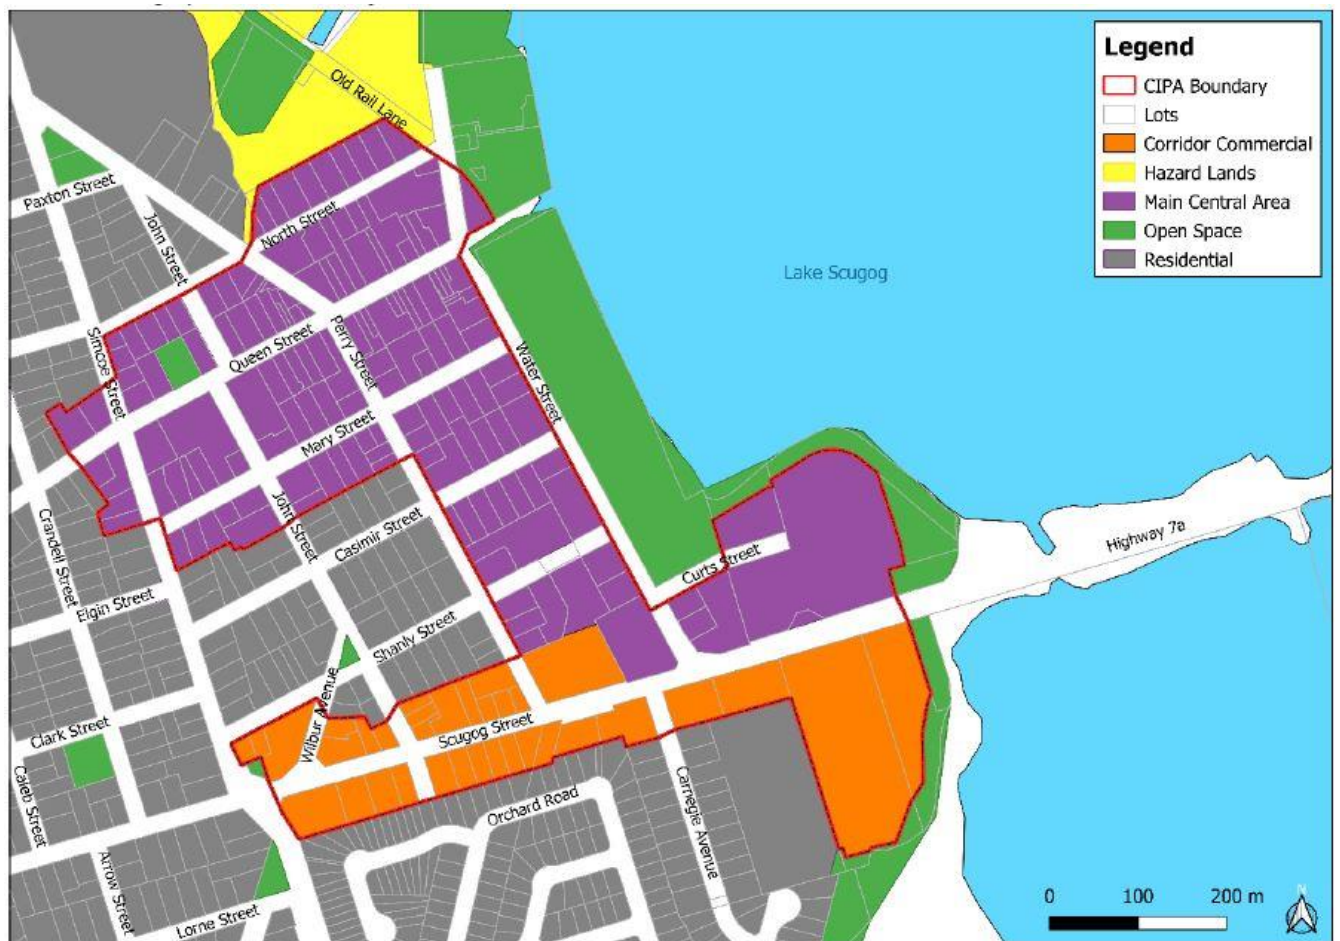 Legend
CIPA Boundary
Lots
Corridor Commercial
Hazard Lands
Main Central Area
Open Space
Residential
Old Rail Lane
Paxton Street
John Street
North Street
Lake Scugog
Simcoe Street
Queen Street
Perry Street
Water Street
Mary Street
Crandell Street
John Street
Casimir Street
Curts Street
Highway 7a
Elgin Street
Shanly Street
Wilbur Avenue
Clark Street
Scugog Street
Caleb Street
Carnegie Avenue
Orchard Road
Arrow Street
Lorne Street
0 100 200 m
N